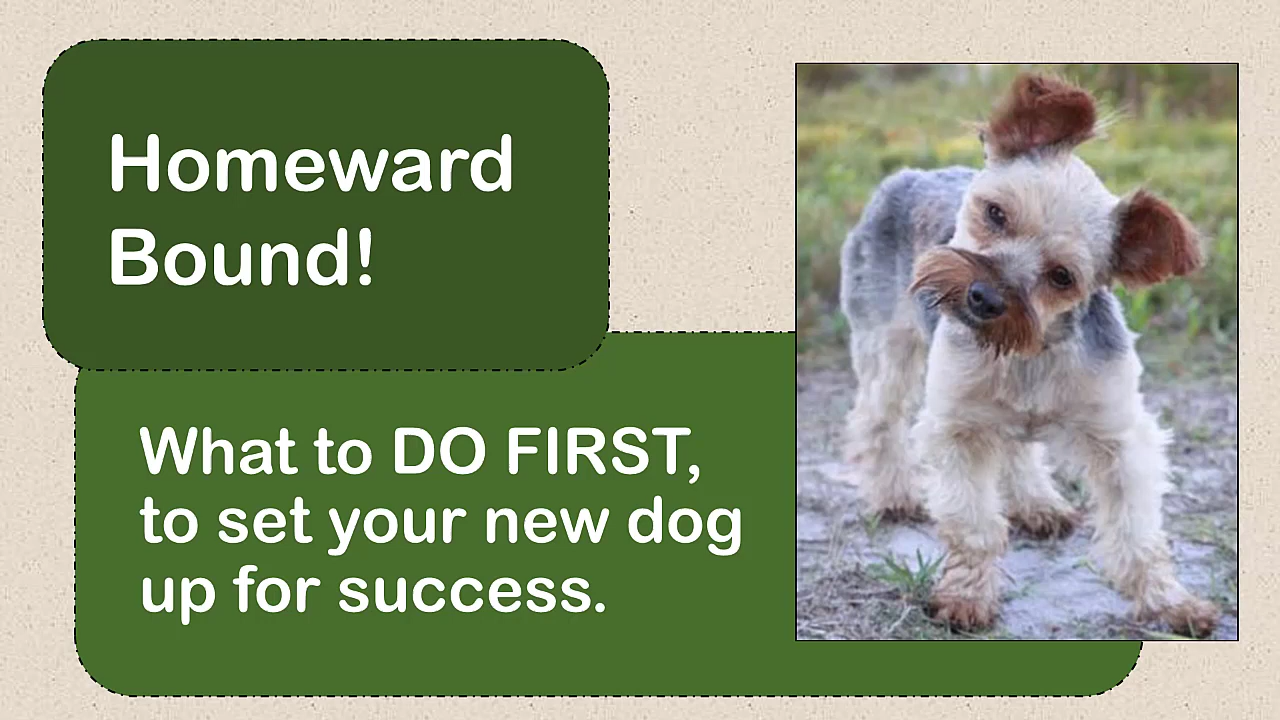 Homeward
Bound!
What to DO FIRST,
to set your new dog
up for success.